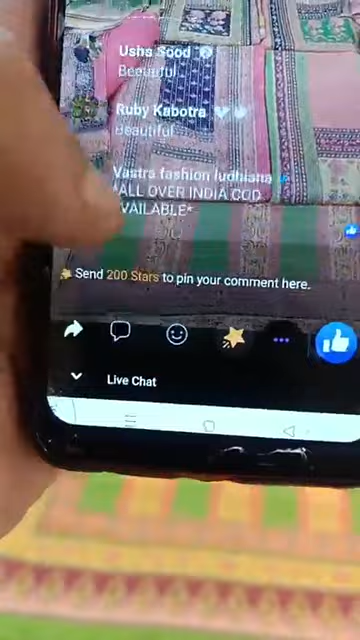 Usha Sood
Beautiful
Ruby Kabotra
Beautiful
Vastra fashion ludhiana
*ALL OVER INDIA COD
AVAILABLE*
Send 200 Stars to pin your comment here.
Live Chat